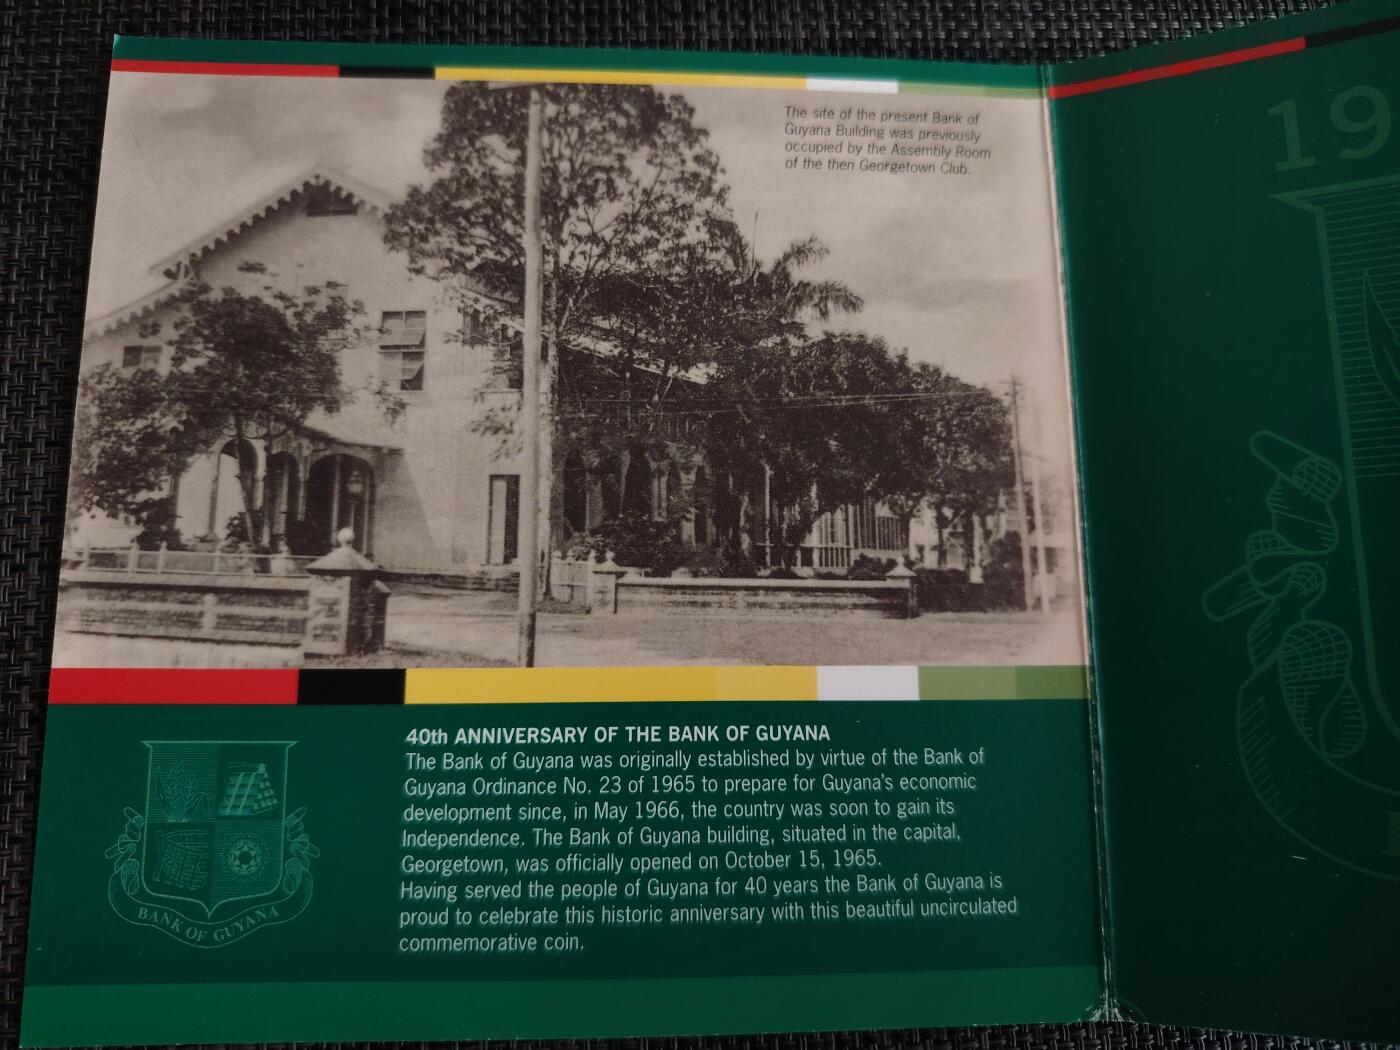 The site of the present Bank of
Guyana Building was previously
occupied by the Assembly Room
of the then Georgetown Club.
40th ANNIVERSARY OF THE BANK OF GUYANA
The Bank of Guyana was originally established by virtue of the Bank of
Guyana Ordinance No. 23 of 1965 to prepare for Guyana's economic
development since, in May 1966, the country was soon to gain its
Independence. The Bank of Guyana building, situated in the capital,
Georgetown, was officially opened on October 15, 1965.
Having served the people of Guyana for 40 years the Bank of Guyana is
proud to celebrate this historic anniversary with this beautiful uncirculated
commemorative coin.
BANK OF GUYANA
19